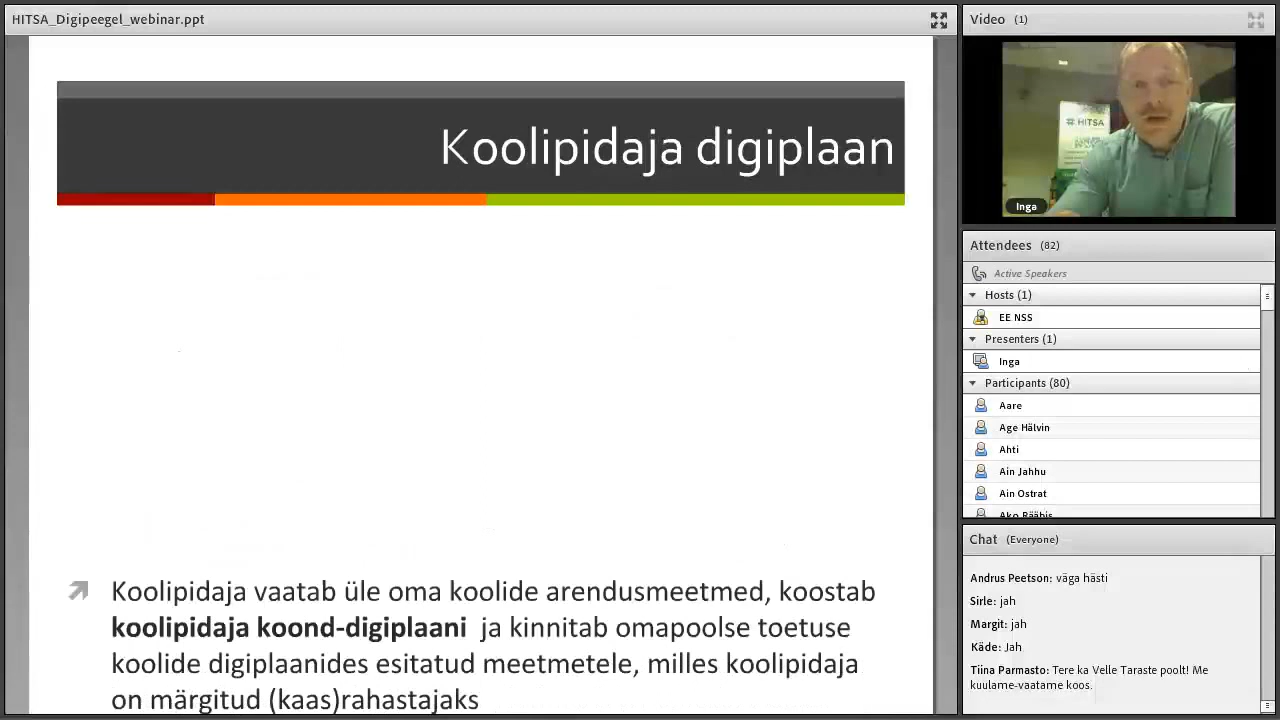 HITSA_Digipeegel_webinar.ppt
Koolipidaja digiplaan
Koolipidaja vaatab üle oma koolide arendusmeetmed, koostab
koolipidaja koond-digiplaani ja kinnitab omapoolse toetuse
koolide digiplaanides esitatud meetmetele, milles koolipidaja
on märgitud (kaas)rahastajaks
Video (1)
# HITSA
Inga
Attendees (82)
Active Speakers
Hosts (1)
EE NSS
Presenters (1)
Inga
Participants (80)
Aare
Age Hälvin
Ahti
Ain Jahhu
Ain Ostrat
Ako Rääbis
Chat (Everyone)
Andrus Peetson: väga hästi
Sirle: jah
Margit: jah
Käde: Jah
Tiina Parmasto: Tere ka Velle Taraste poolt! Me
kuulame-vaatame koos.